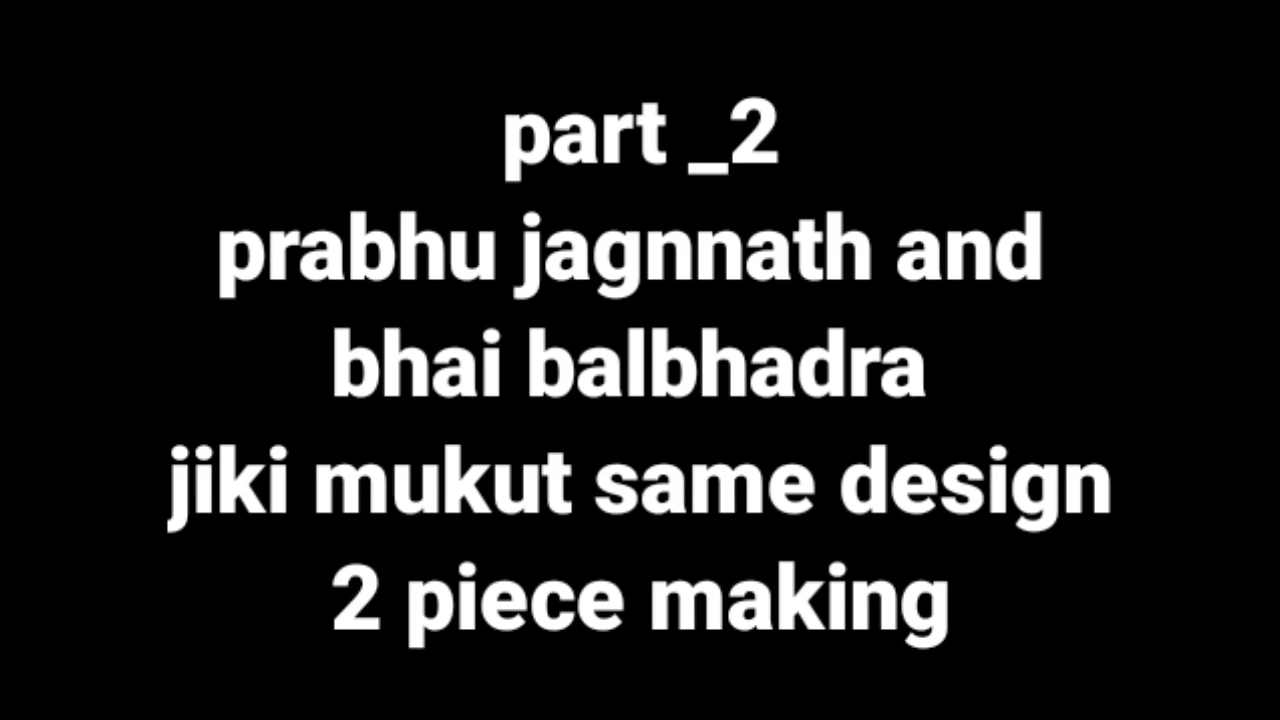 part _2
prabhu jagnnath and
bhai balbhadra
jiki mukut same design
2 piece making